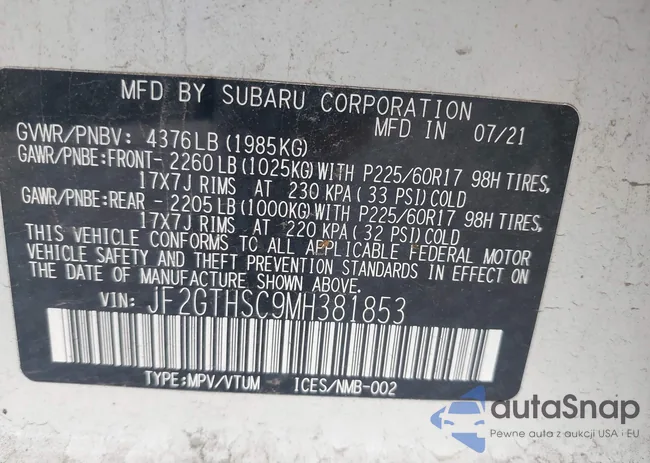 MFD BY SUBARU CORPORATION
MFD IN 07/21
GVWR/PNBV: 4376LB(1985KG)
GAWR/PNBE:FRONT- 2260LB(1025KG)WITH P225/60R17 98H TIRES,
17X7J RIMS AT 230 KPA(33 PSI)COLD
GAWR/PNBE:REAR - 2205LB(1000KG)WITH P225/60R17 98H TIRES,
17X7J RIMS AT 220 KPA(32 PSI)COLD
THIS VEHICLE CONFORMS TO ALL APPLICABLE FEDERAL MOTOR
VEHICLE SAFETY AND THEFT PREVENTION STANDARDS IN EFFECT ON
THE DATE OF MANUFACTURE SHOWN ABOVE.
VIN: JF2GTHSC9MH381853
TYPE:MPV/VTUM ICES/NMB-002
autoSnap
Pewne auta z aukcji USA i EU